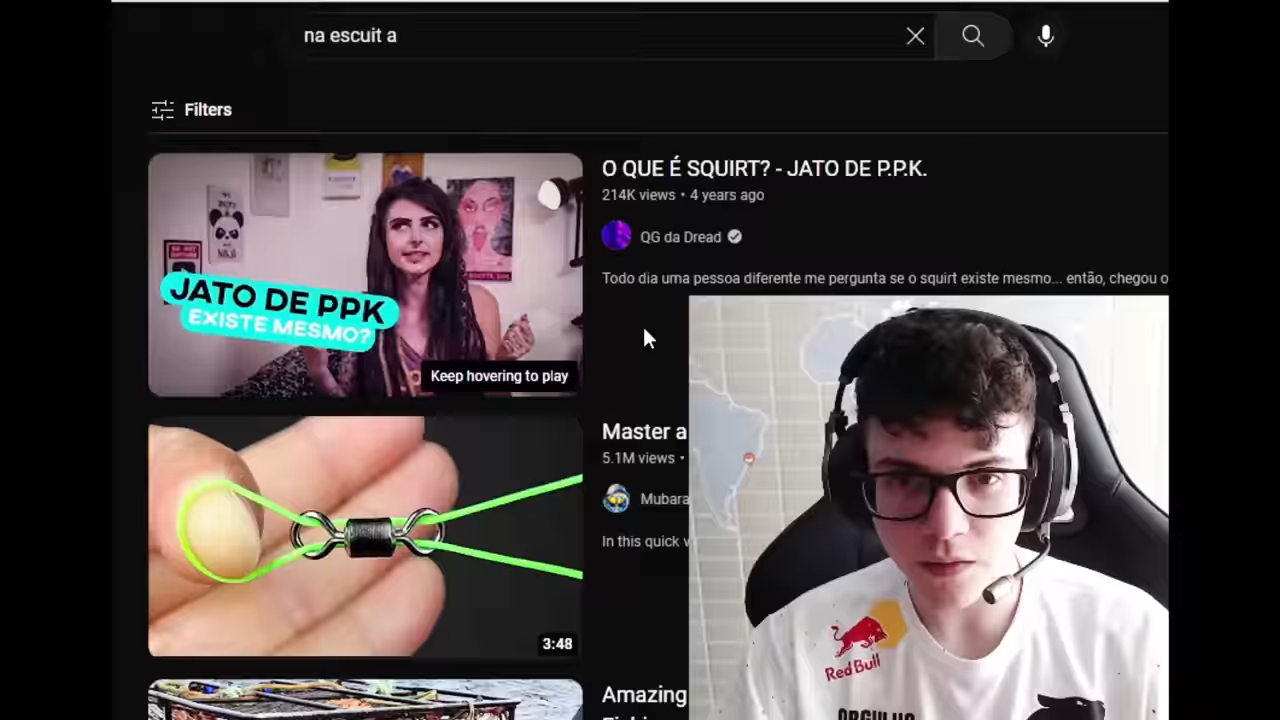 na escuit a
Filters
O QUE É SQUIRT? - JATO DE P.P.K.
214K views • 4 years ago
QG da Dread
Todo dia uma pessoa diferente me pergunta se o squirt existe mesmo... então, chegou o
JATO DE PPK
EXISTE MESMO?
Keep hovering to play
Master a
5.1M views •
Mubara
In this quick v
3:48
Amazing
Red Bull
ORGULHO